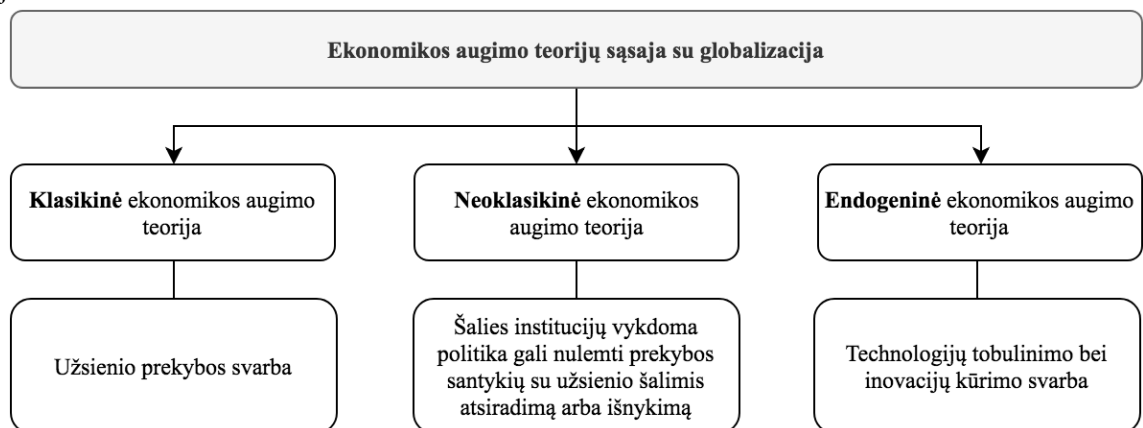 Ekonomikos augimo teorijų sąsaja su globalizacija
Klasikinė ekonomikos augimo
teorija
Neoklasikinė ekonomikos
augimo teorija
Endogeninė ekonomikos augimo
teorija
Užsienio prekybos svarba
Šalies institucijų vykdoma
politika gali nulemti prekybos
santykių su užsienio šalimis
atsiradimą arba išnykimą
Technologijų tobulinimo bei
inovacijų kūrimo svarba